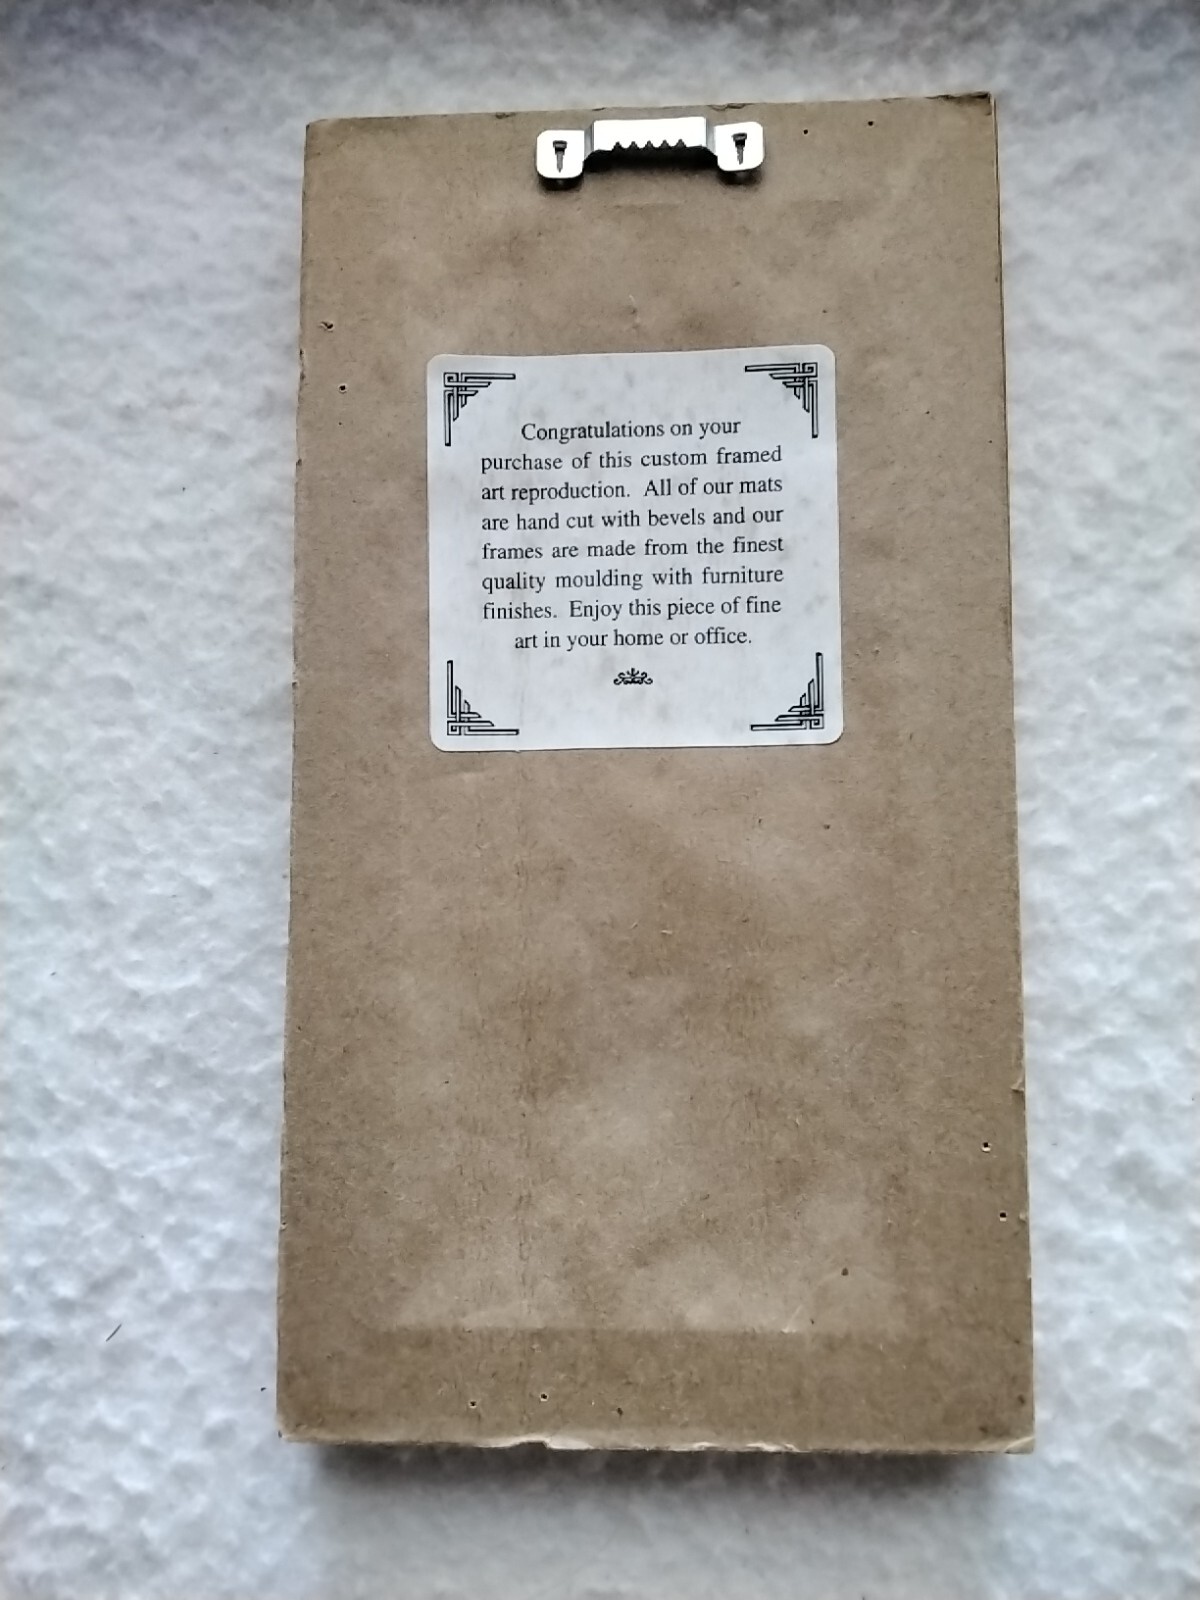 Congratulations on your
purchase of this custom framed
art reproduction. All of our mats
are hand cut with bevels and our
frames are made from the finest
quality moulding with furniture
finishes. Enjoy this piece of fine
art in your home or office.